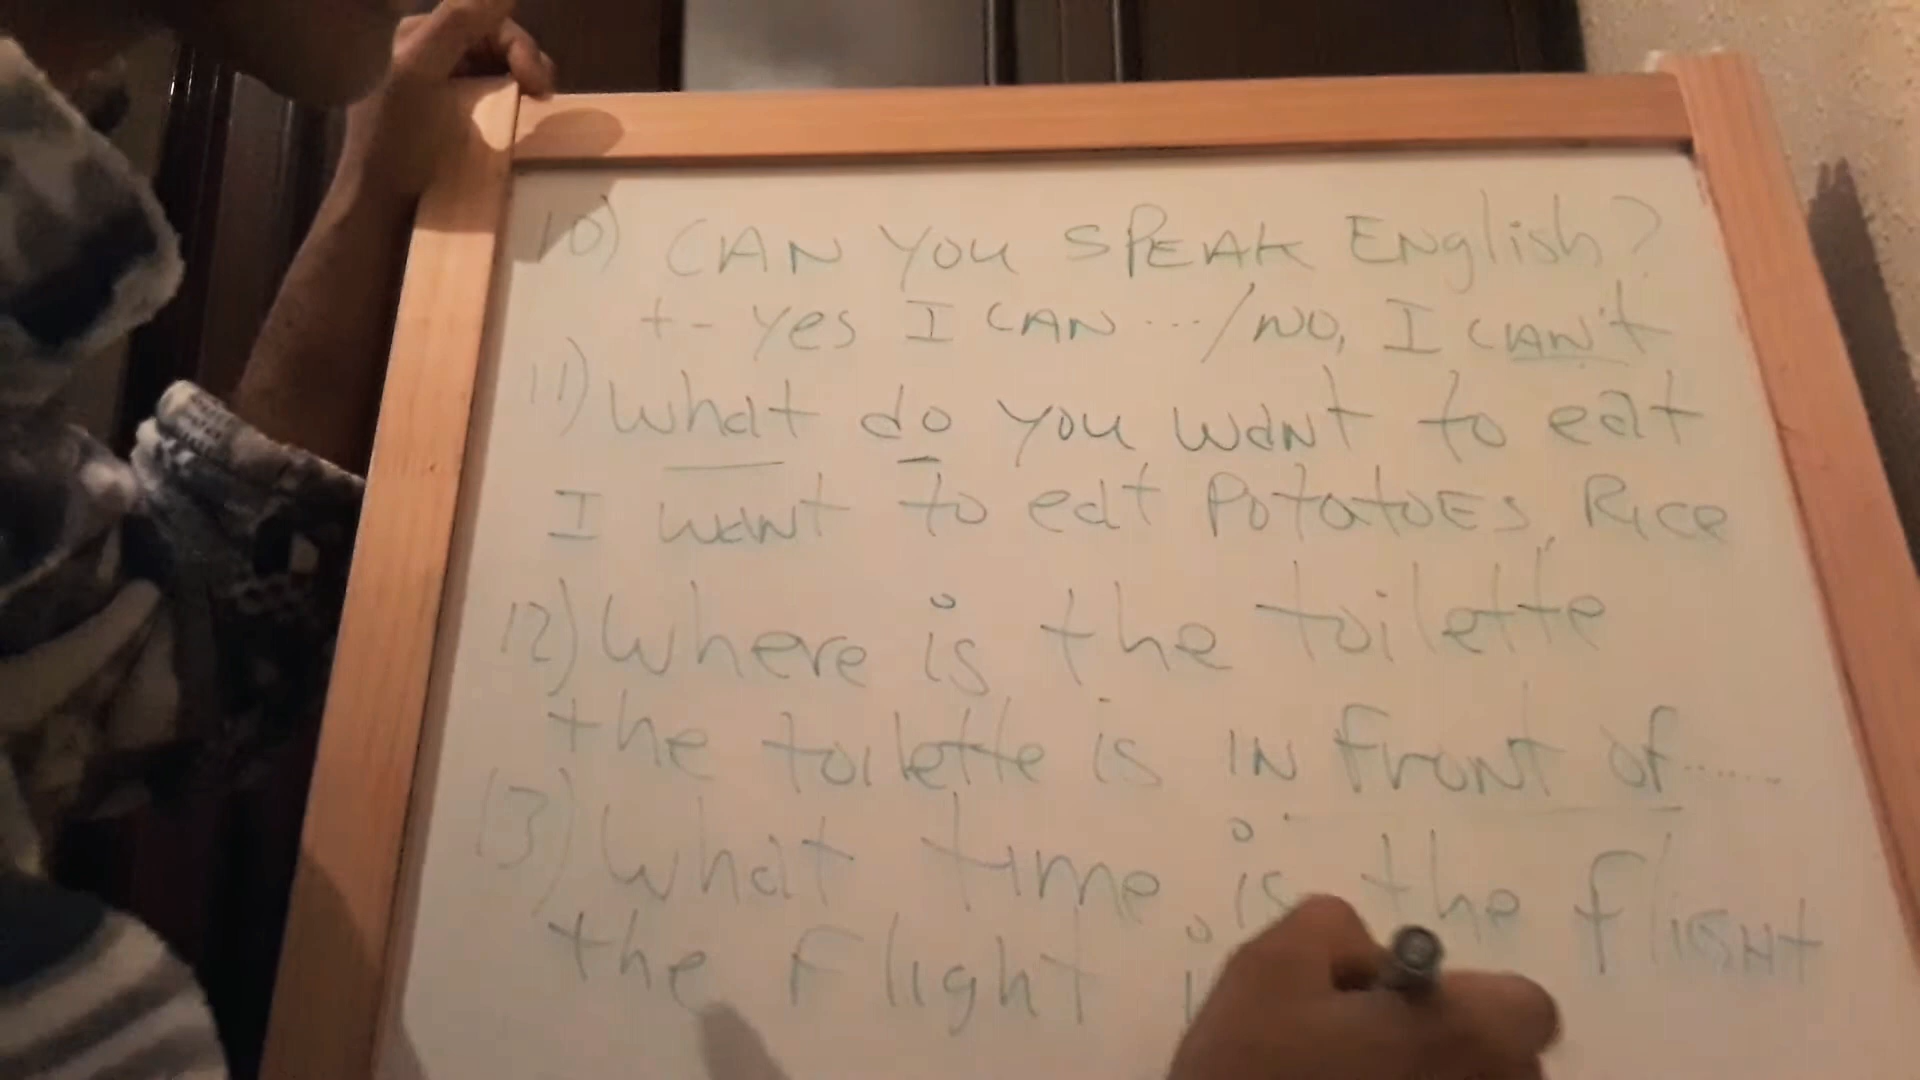 10) CAN YOU SPEAK English?
+- yes I CAN .../ NO, I CAN't
11) What do you want to eat
I want to eat PotatoEs, Rice
12) Where is the toilette
the toilette is IN front of......
13) What time is the flight
the Flight